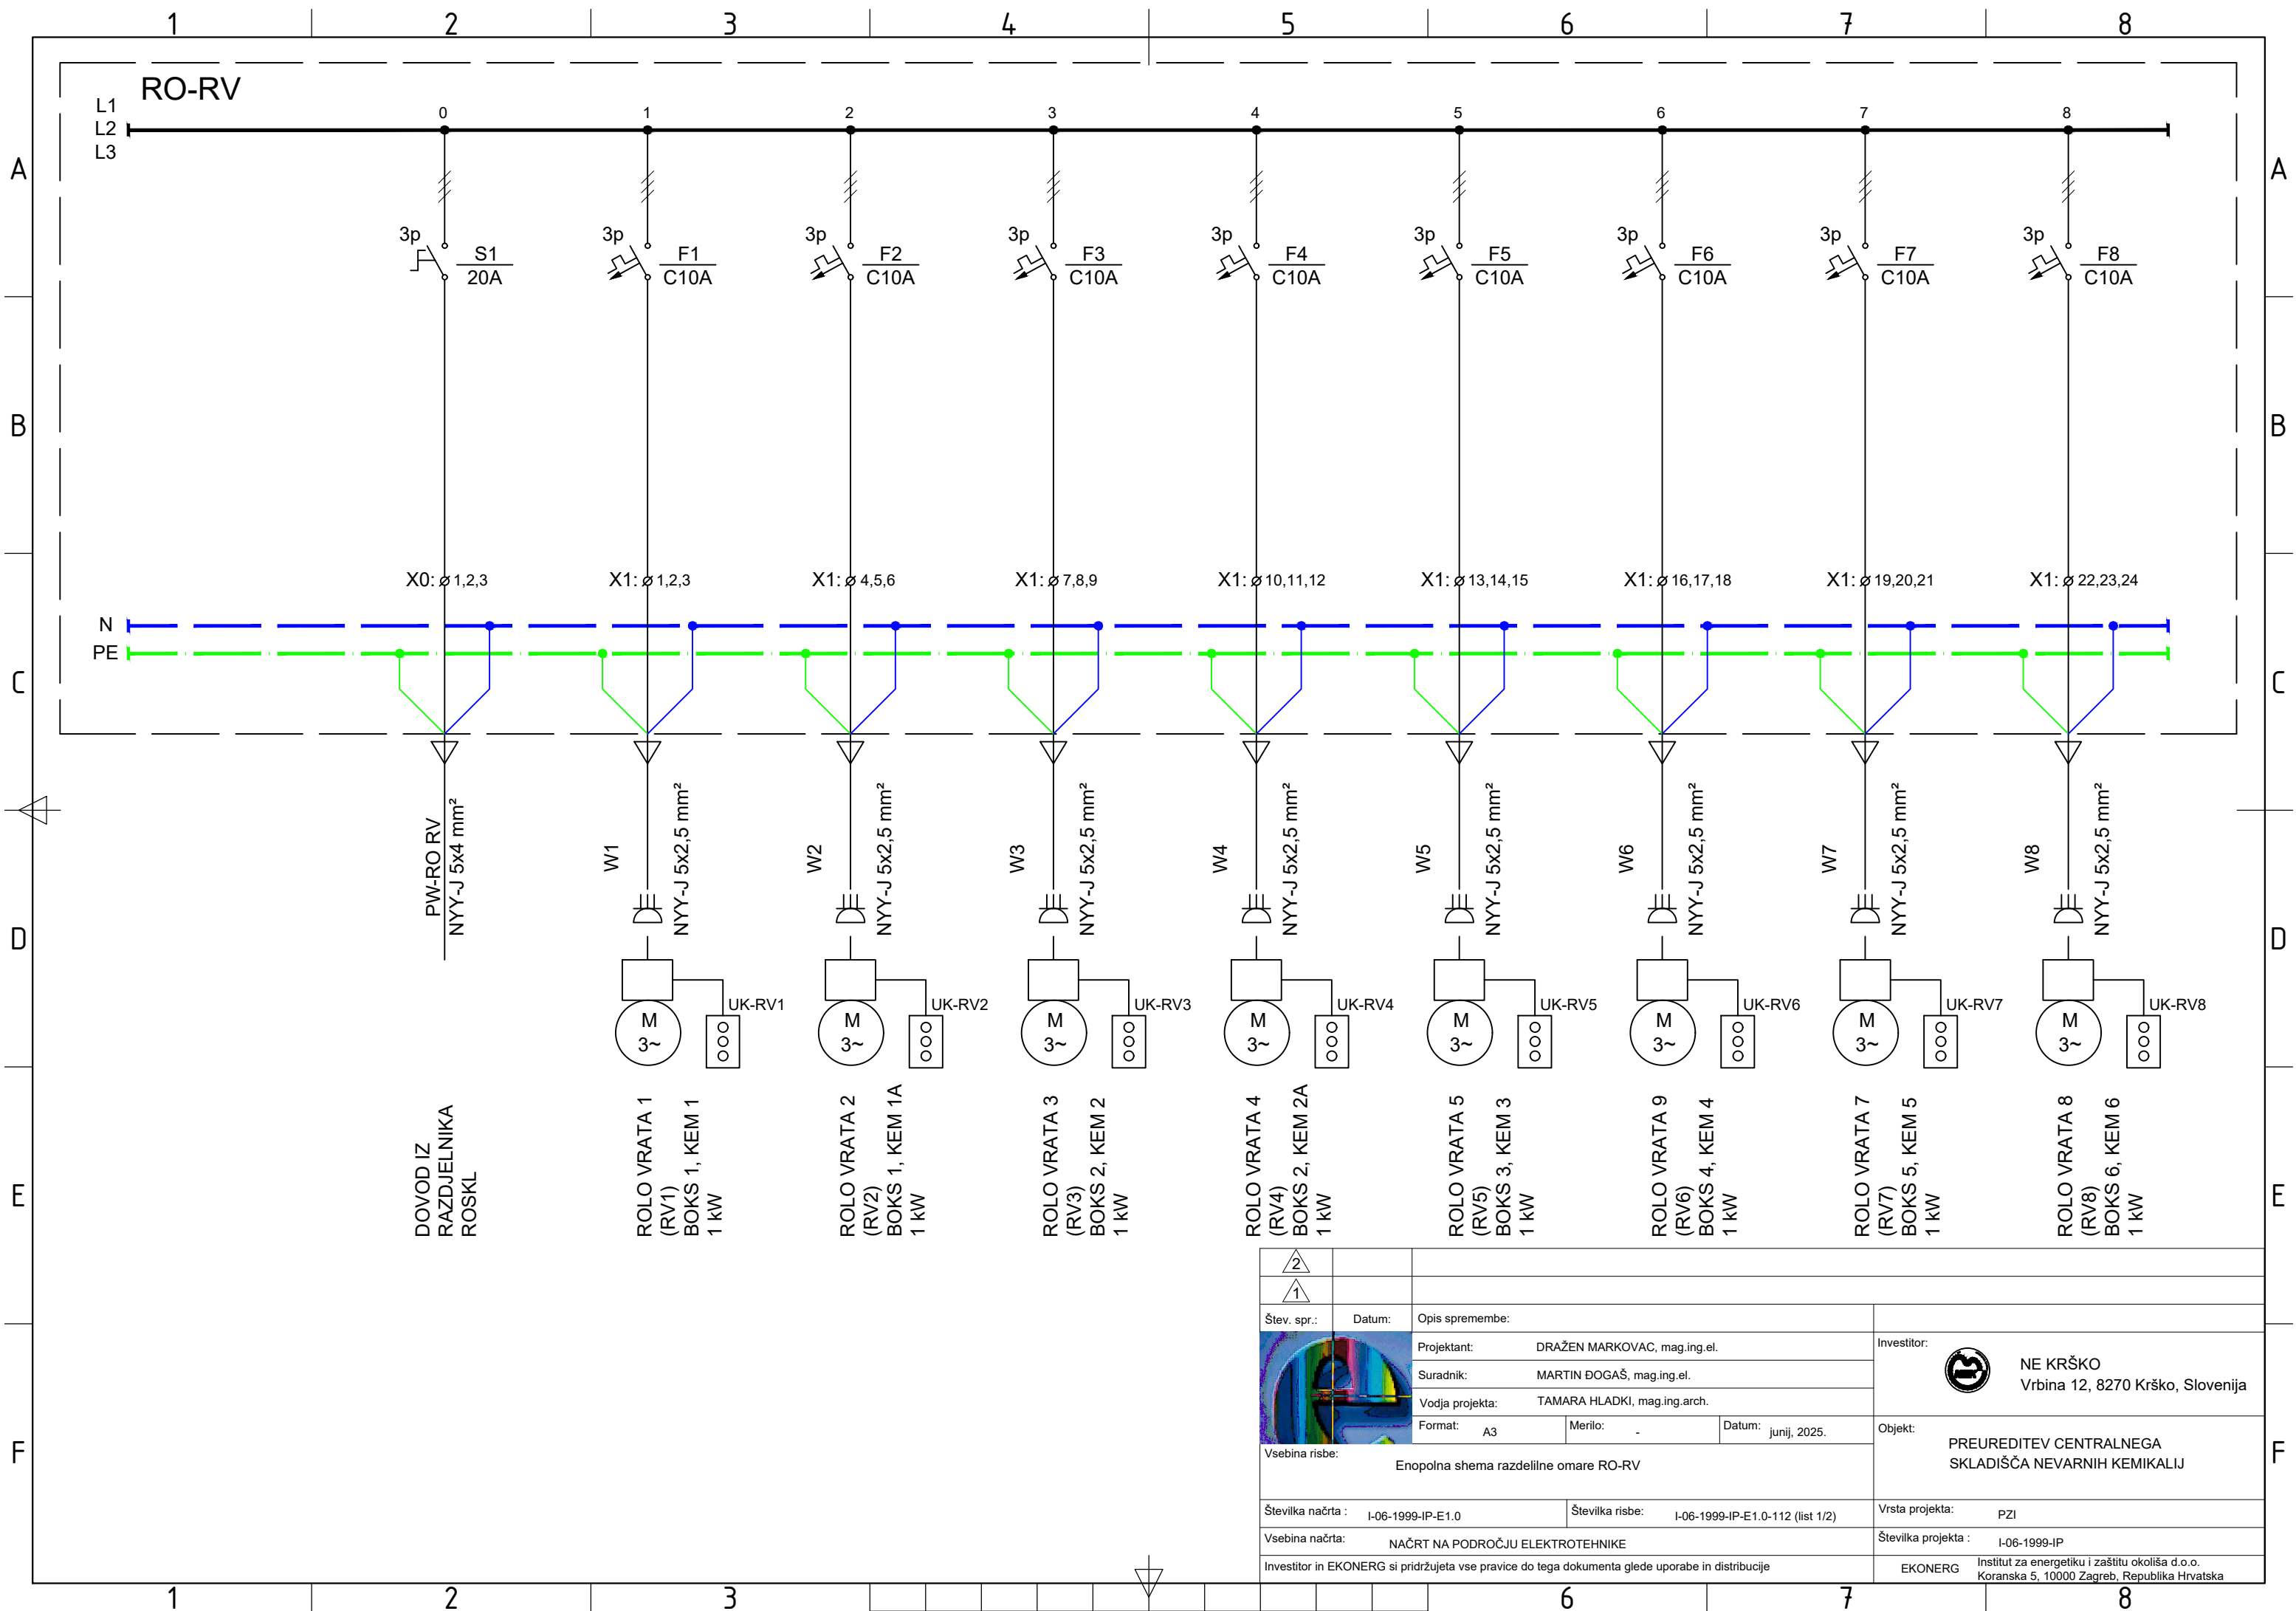 1 2 3 4 5 6 7 8
RO-RV
L1
L2
L3
0 1 2 3 4 5 6 7 8
A A
3p S1 20A
3p F1 C10A
3p F2 C10A
3p F3 C10A
3p F4 C10A
3p F5 C10A
3p F6 C10A
3p F7 C10A
3p F8 C10A
B B
X0: 1,2,3
X1: 1,2,3
X1: 4,5,6
X1: 7,8,9
X1: 10,11,12
X1: 13,14,15
X1: 16,17,18
X1: 19,20,21
X1: 22,23,24
N
PE
C C
PW-RO RV
NYY-J 5x4 mm²
W1
NYY-J 5x2,5 mm²
W2
NYY-J 5x2,5 mm²
W3
NYY-J 5x2,5 mm²
W4
NYY-J 5x2,5 mm²
W5
NYY-J 5x2,5 mm²
W6
NYY-J 5x2,5 mm²
W7
NYY-J 5x2,5 mm²
W8
NYY-J 5x2,5 mm²
D D
M 3~ UK-RV1
M 3~ UK-RV2
M 3~ UK-RV3
M 3~ UK-RV4
M 3~ UK-RV5
M 3~ UK-RV6
M 3~ UK-RV7
M 3~ UK-RV8
E E
DOVOD IZ
RAZDJELNIKA
ROSKL
ROLO VRATA 1
(RV1)
BOKS 1, KEM 1
1 kW
ROLO VRATA 2
(RV2)
BOKS 1, KEM 1A
1 kW
ROLO VRATA 3
(RV3)
BOKS 2, KEM 2
1 kW
ROLO VRATA 4
(RV4)
BOKS 2, KEM 2A
1 kW
ROLO VRATA 5
(RV5)
BOKS 3, KEM 3
1 kW
ROLO VRATA 9
(RV6)
BOKS 4, KEM 4
1 kW
ROLO VRATA 7
(RV7)
BOKS 5, KEM 5
1 kW
ROLO VRATA 8
(RV8)
BOKS 6, KEM 6
1 kW
2
1
Štev. spr.: Datum: Opis spremembe:
Projektant: DRAŽEN MARKOVAC, mag.ing.el.
Suradnik: MARTIN ĐOGAŠ, mag.ing.el.
Vodja projekta: TAMARA HLADKI, mag.ing.arch.
Format: A3 Merilo: - Datum: junij, 2025.
Investitor:
NE KRŠKO
Vrbina 12, 8270 Krško, Slovenija
Objekt:
PREUREDITEV CENTRALNEGA
SKLADIŠČA NEVARNIH KEMIKALIJ
F F
Vsebina risbe:
Enopolna shema razdelilne omare RO-RV
Številka načrta : I-06-1999-IP-E1.0 Številka risbe: I-06-1999-IP-E1.0-112 (list 1/2)
Vrsta projekta: PZI
Vsebina načrta: NAČRT NA PODROČJU ELEKTROTEHNIKE
Številka projekta : I-06-1999-IP
Investitor in EKONERG si pridržujeta vse pravice do tega dokumenta glede uporabe in distribucije
EKONERG Institut za energetiku i zaštitu okoliša d.o.o.
Koranska 5, 10000 Zagreb, Republika Hrvatska
1 2 3 6 7 8